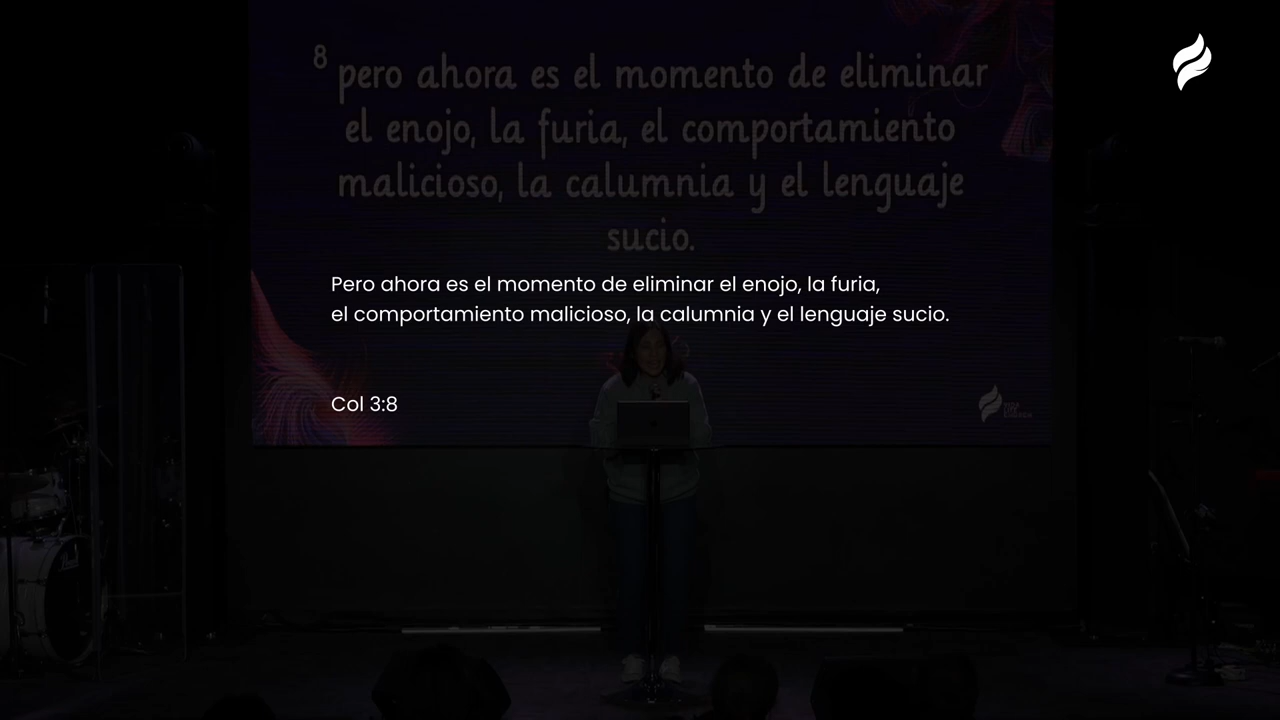 8 pero ahora es el momento de eliminar
el enojo, la furia, el comportamiento
malicioso, la calumnia y el lenguaje
sucio.
Pero ahora es el momento de eliminar el enojo, la furia,
el comportamiento malicioso, la calumnia y el lenguaje sucio.
Col 3:8